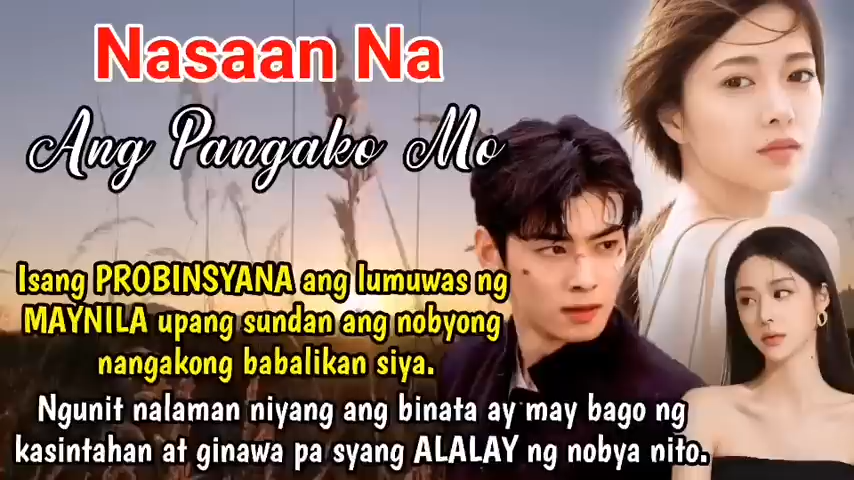 Nasaan Na
Ang Pangako Mo
Isang PROBINSYANA ang lumuwas ng
MAYNILA upang sundan ang nobyong
nangakong babalikan siya.
Ngunit nalaman niyang ang binata ay may bago ng
kasintahan at ginawa pa syang ALALAY ng nobya nito.